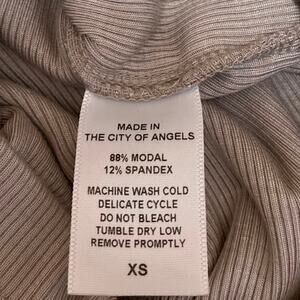 MADE IN
THE CITY OF ANGELS
88% MODAL
12% SPANDEX
MACHINE WASH COLD
DELICATE CYCLE
DO NOT BLEACH
TUMBLE DRY LOW
REMOVE PROMPTLY
XS